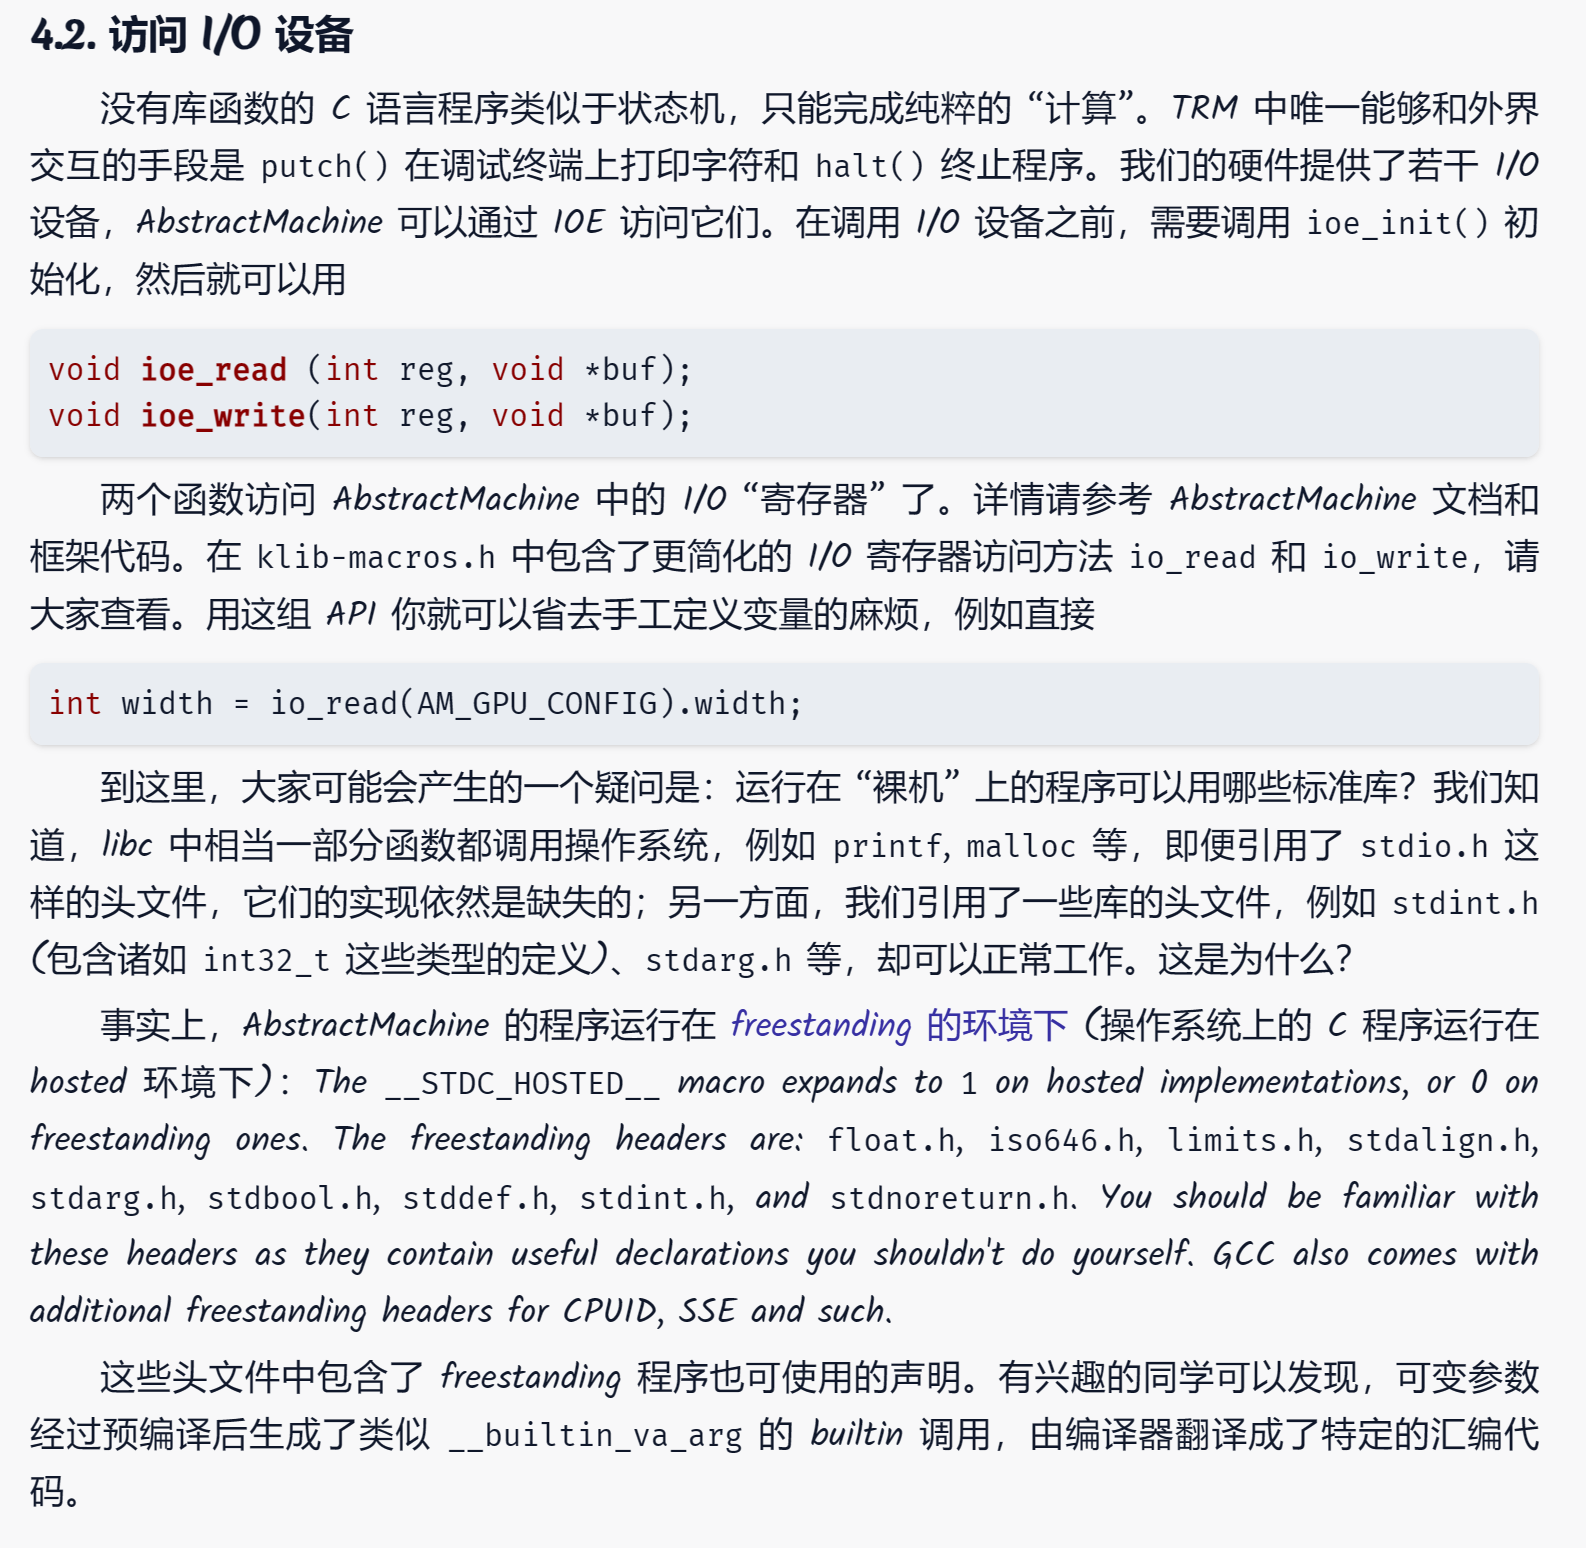 4.2. 访问 I/O 设备
没有库函数的 C 语言程序类似于状态机，只能完成纯粹的 “计算”。TRM 中唯一能够和外界
交互的手段是 putch() 在调试终端上打印字符和 halt() 终止程序。我们的硬件提供了若干 I/O
设备，AbstractMachine 可以通过 IOE 访问它们。在调用 I/O 设备之前，需要调用 ioe_init() 初
始化，然后就可以用
void ioe_read (int reg, void *buf);
void ioe_write(int reg, void *buf);
两个函数访问 AbstractMachine 中的 I/O “寄存器” 了。详情请参考 AbstractMachine 文档和
框架代码。在 klib-macros.h 中包含了更简化的 I/O 寄存器访问方法 io_read 和 io_write，请
大家查看。用这组 API 你就可以省去手工定义变量的麻烦，例如直接
int width = io_read(AM_GPU_CONFIG).width;
到这里，大家可能会产生的一个疑问是：运行在 “裸机” 上的程序可以用哪些标准库？我们知
道，libc 中相当一部分函数都调用操作系统，例如 printf, malloc 等，即便引用了 stdio.h 这
样的头文件，它们的实现依然是缺失的；另一方面，我们引用了一些库的头文件，例如 stdint.h
(包含诸如 int32_t 这些类型的定义)、stdarg.h 等，却可以正常工作。这是为什么？
事实上，AbstractMachine 的程序运行在 freestanding 的环境下 (操作系统上的 C 程序运行在
hosted 环境下)：The __STDC_HOSTED__ macro expands to 1 on hosted implementations, or 0 on
freestanding ones. The freestanding headers are: float.h, iso646.h, limits.h, stdalign.h,
stdarg.h, stdbool.h, stddef.h, stdint.h, and stdnoreturn.h. You should be familiar with
these headers as they contain useful declarations you shouldn't do yourself. GCC also comes with
additional freestanding headers for CPUID, SSE and such.
这些头文件中包含了 freestanding 程序也可使用的声明。有兴趣的同学可以发现，可变参数
经过预编译后生成了类似 __builtin_va_arg 的 builtin 调用，由编译器翻译成了特定的汇编代
码。